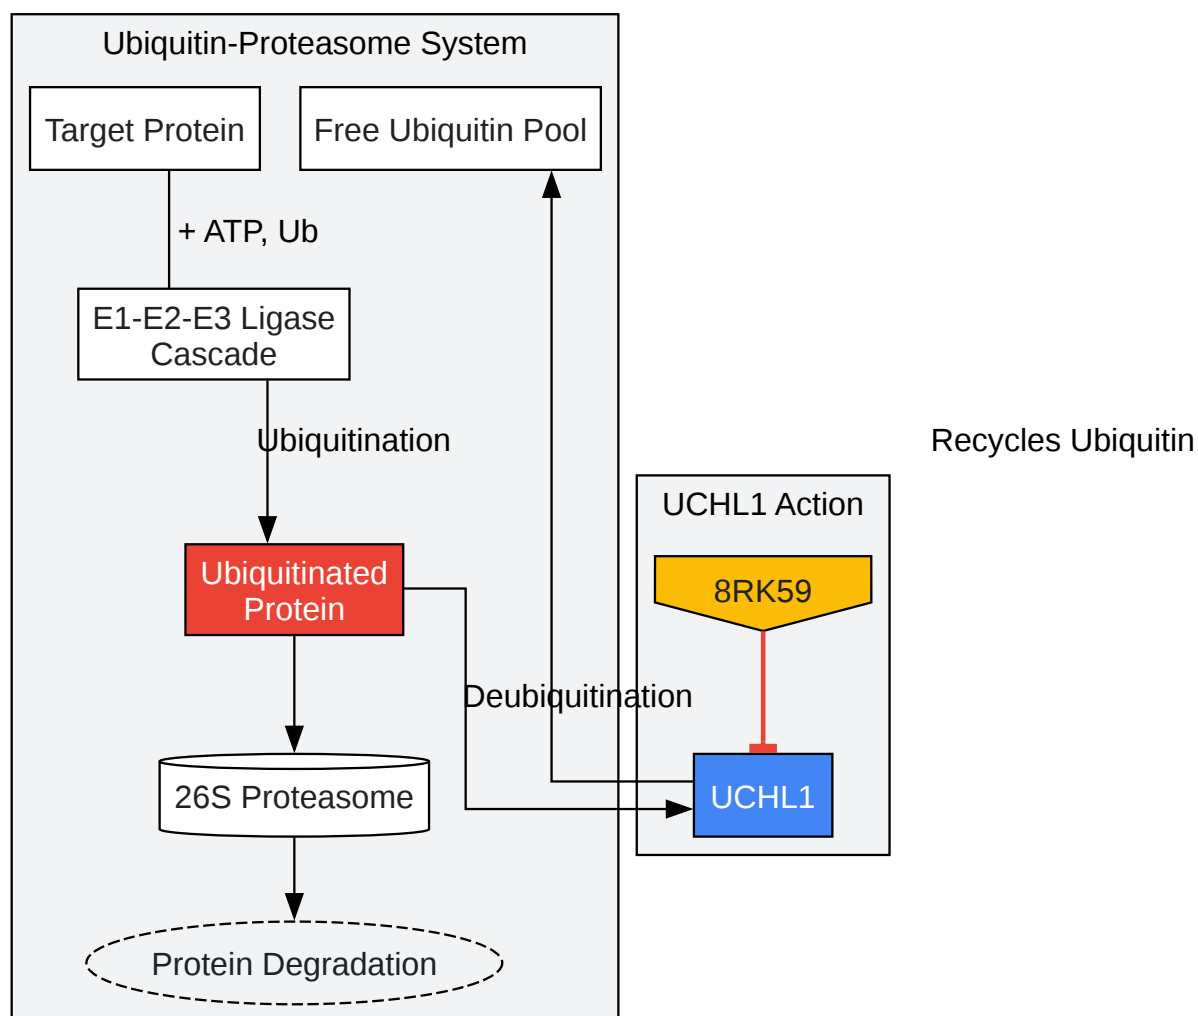 Ubiquitin-Proteasome System
Target Protein
Free Ubiquitin Pool
+ ATP, Ub
E1-E2-E3 Ligase
Cascade
Ubiquitination
Recycles Ubiquitin
UCHL1 Action
Ubiquitinated
Protein
8RK59
Deubiquitination
26S Proteasome
UCHL1
Protein Degradation